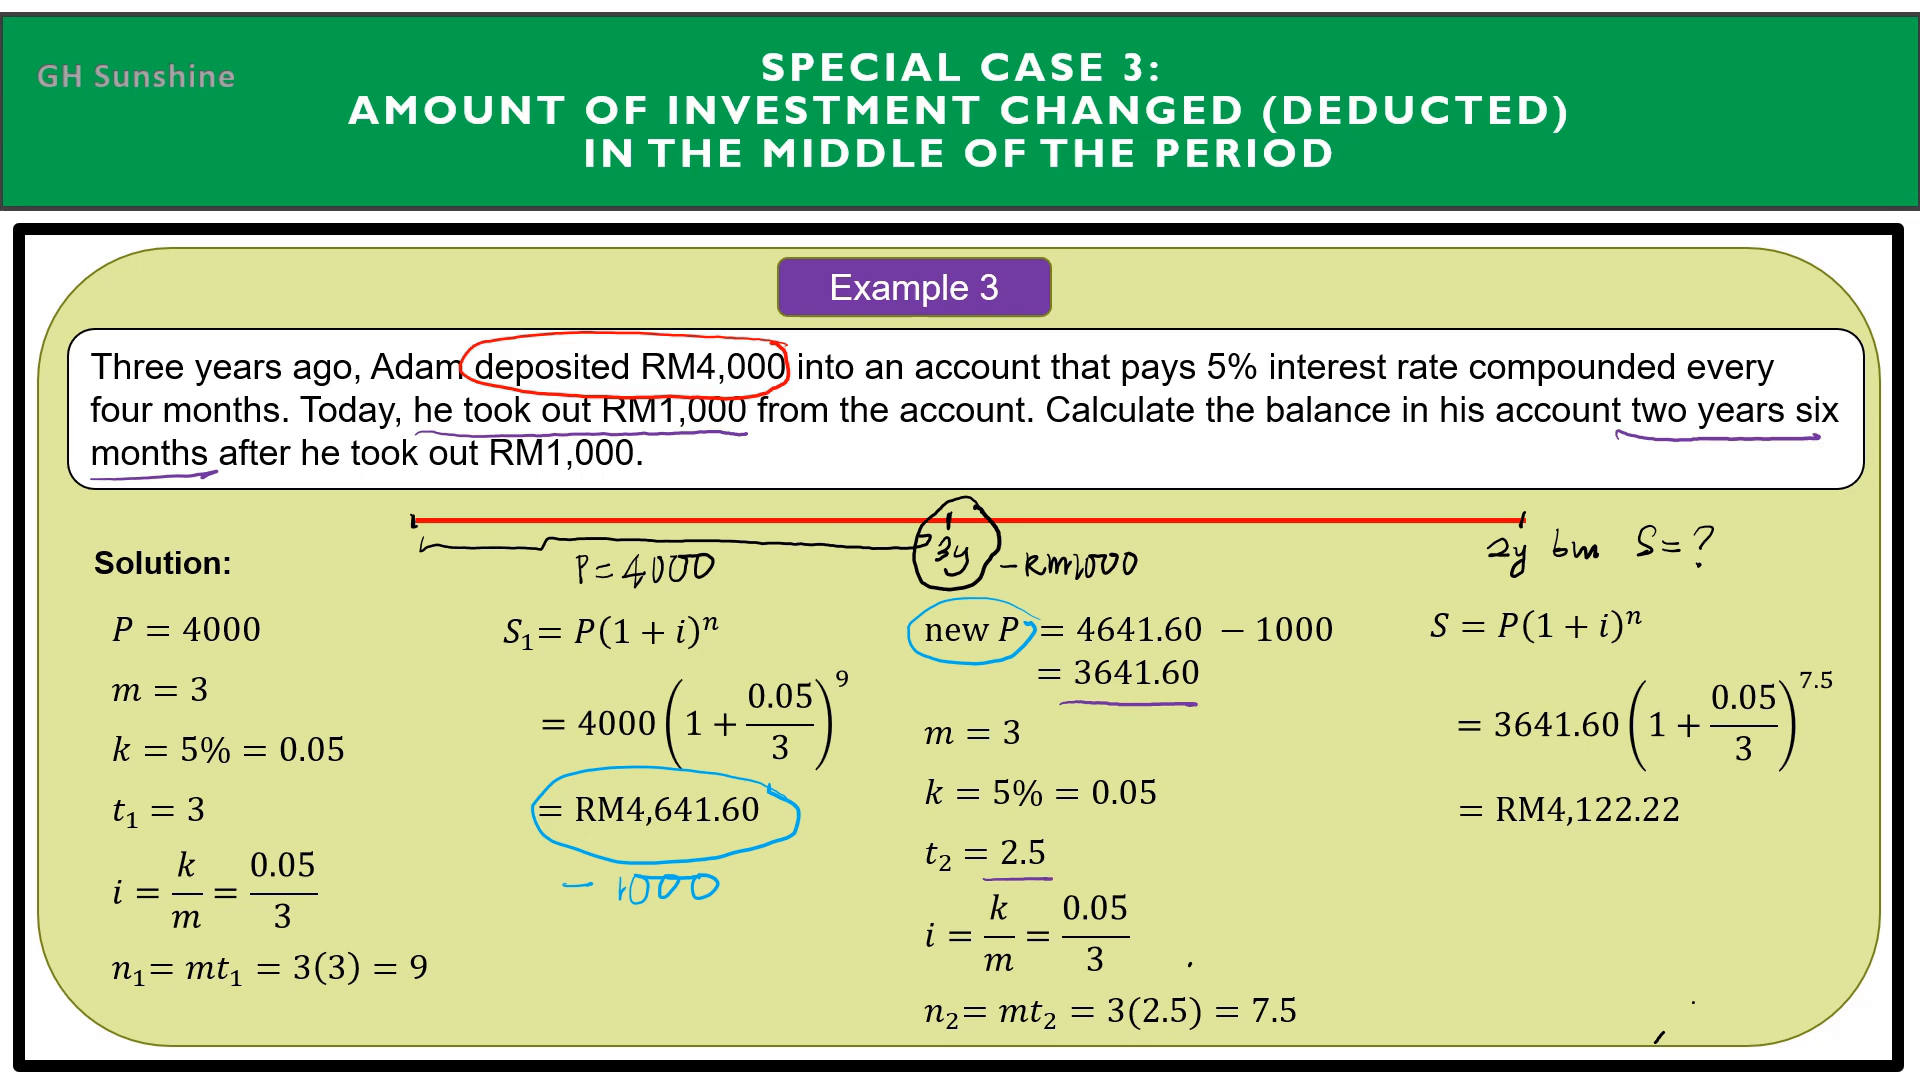 GH Sunshine
SPECIAL CASE 3:
AMOUNT OF INVESTMENT CHANGED (DEDUCTED)
IN THE MIDDLE OF THE PERIOD
Example 3
Three years ago, Adam deposited RM4,000 into an account that pays 5% interest rate compounded every
four months. Today, he took out RM1,000 from the account. Calculate the balance in his account two years six
months after he took out RM1,000.
Solution:
P=4000
3y -RM1000
2y 6m S=?
P = 4000
m = 3
k = 5% = 0.05
t₁ = 3
i = k/m = 0.05/3
n₁= mt₁ = 3(3) = 9
S₁= P(1 + i)ⁿ
= 4000(1 + 0.05/3)⁹
= RM4,641.60
- 1000
new P = 4641.60 − 1000
= 3641.60
m = 3
k = 5% = 0.05
t₂ = 2.5
i = k/m = 0.05/3
n₂= mt₂ = 3(2.5) = 7.5
S = P(1 + i)ⁿ
= 3641.60(1 + 0.05/3)^7.5
= RM4,122.22